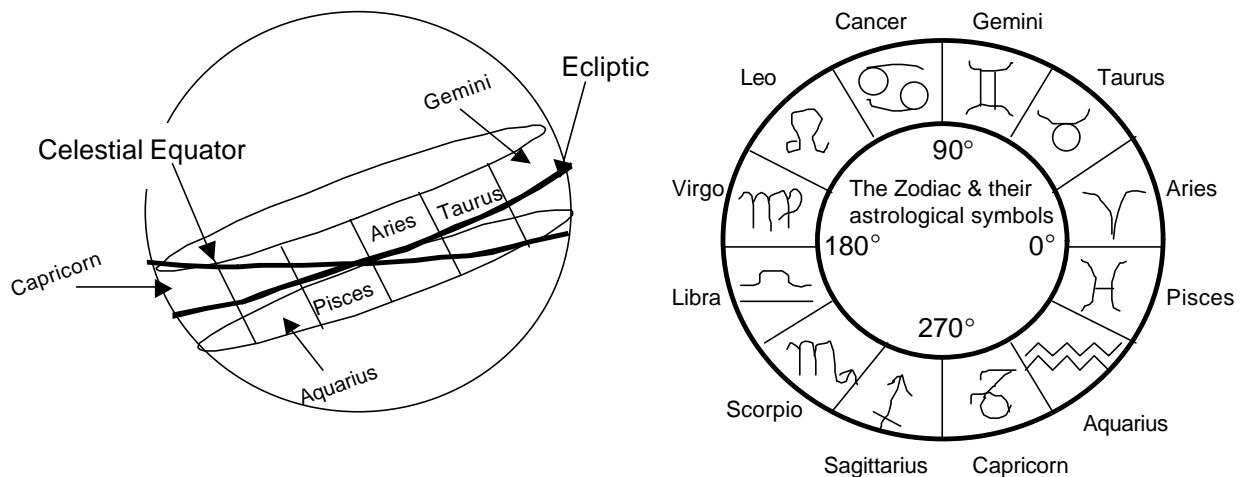 Ecliptic
Gemini
Celestial Equator
Aries
Taurus
Capricorn
Pisces
Aquarius
Cancer
Gemini
Leo
Taurus
Virgo
Aries
90°
The Zodiac & their
astrological symbols
180°
0°
Libra
Pisces
270°
Scorpio
Aquarius
Sagittarius
Capricorn